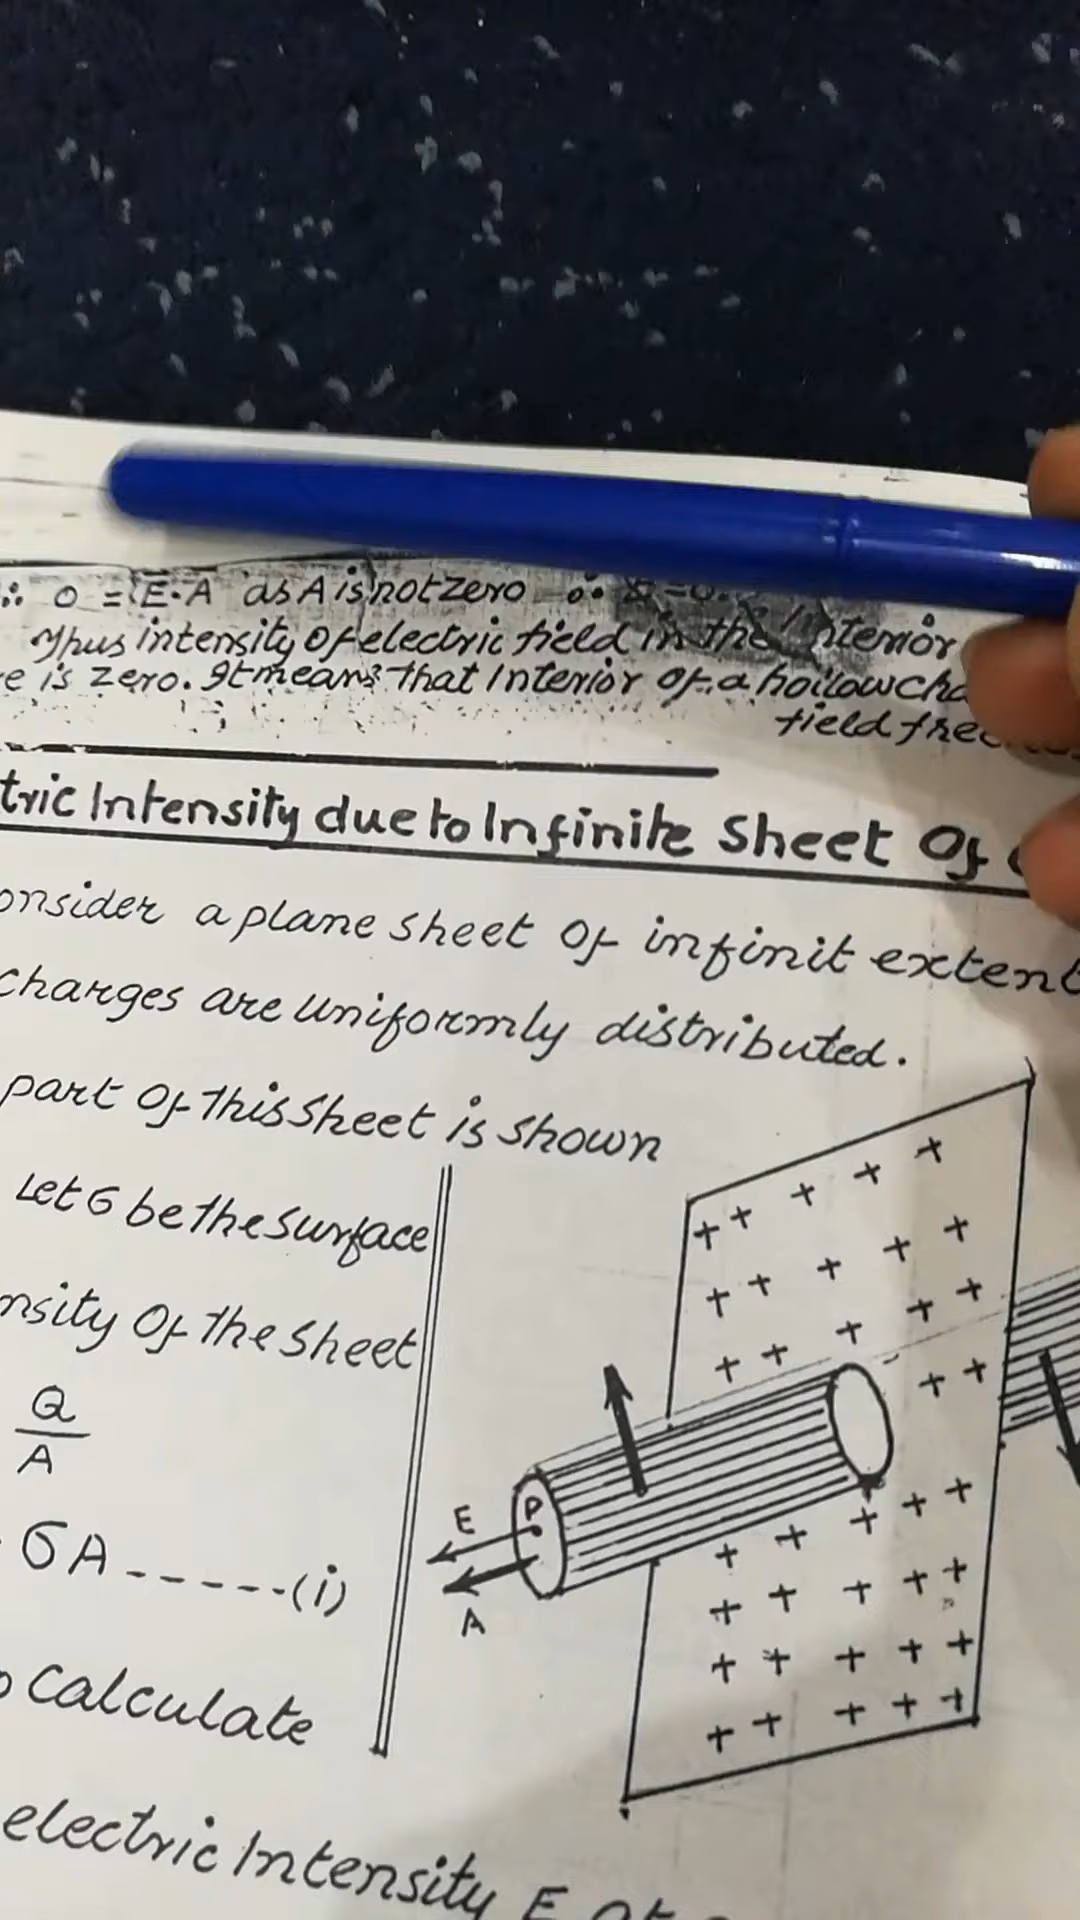 ∴ 0 = E·A as A is not zero ∴ E=0.
Thus intensity of electric field in the interior
e is zero. It means that interior of a hollow cha
field free
tric Intensity due to Infinite Sheet Of
onsider a plane sheet of infinit extent
charges are uniformly distributed.
part of this sheet is shown
Let σ be the surface
nsity of the sheet
Q
A
σA ------(i)
o Calculate
electric Intensity E at
+ + + + +
+ + + + +
+ + + + +
+ +
P
E
A
+ + + + +
+ + + + +
+ + + + +
+ + + + +